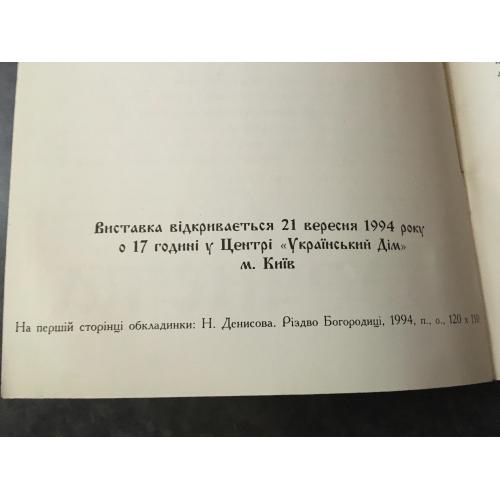 Виставка відкривається 21 вересня 1994 року
о 17 годині у Центрі «Український Дім»
м. Київ
На першій сторінці обкладинки: Н. Денисова. Різдво Богородиці, 1994, п., о., 120 х 110